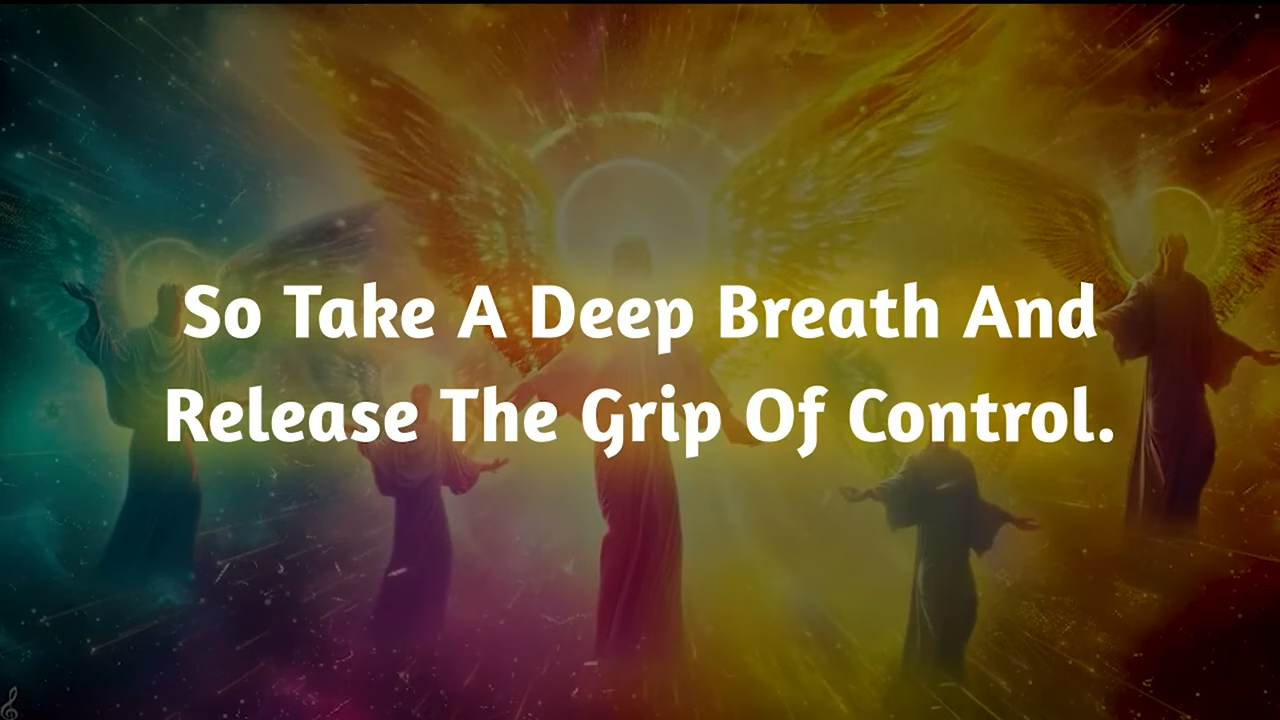 So Take A Deep Breath And
Release The Grip Of Control.